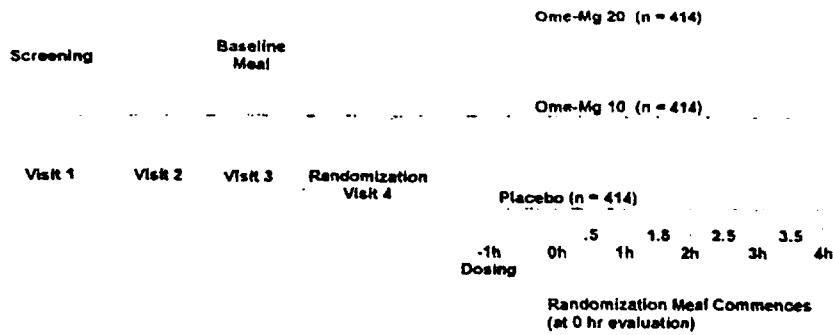 Ome-Mg 20 (n = 414)
Screening
Baseline
Meal
Ome-Mg 10 (n = 414)
Visit 1
Visit 2
Visit 3
Randomization
Visit 4
Placebo (n = 414)
.5 1.5 2.5 3.5
-1h 0h 1h 2h 3h 4h
Dosing
Randomization Meal Commences
(at 0 hr evaluation)